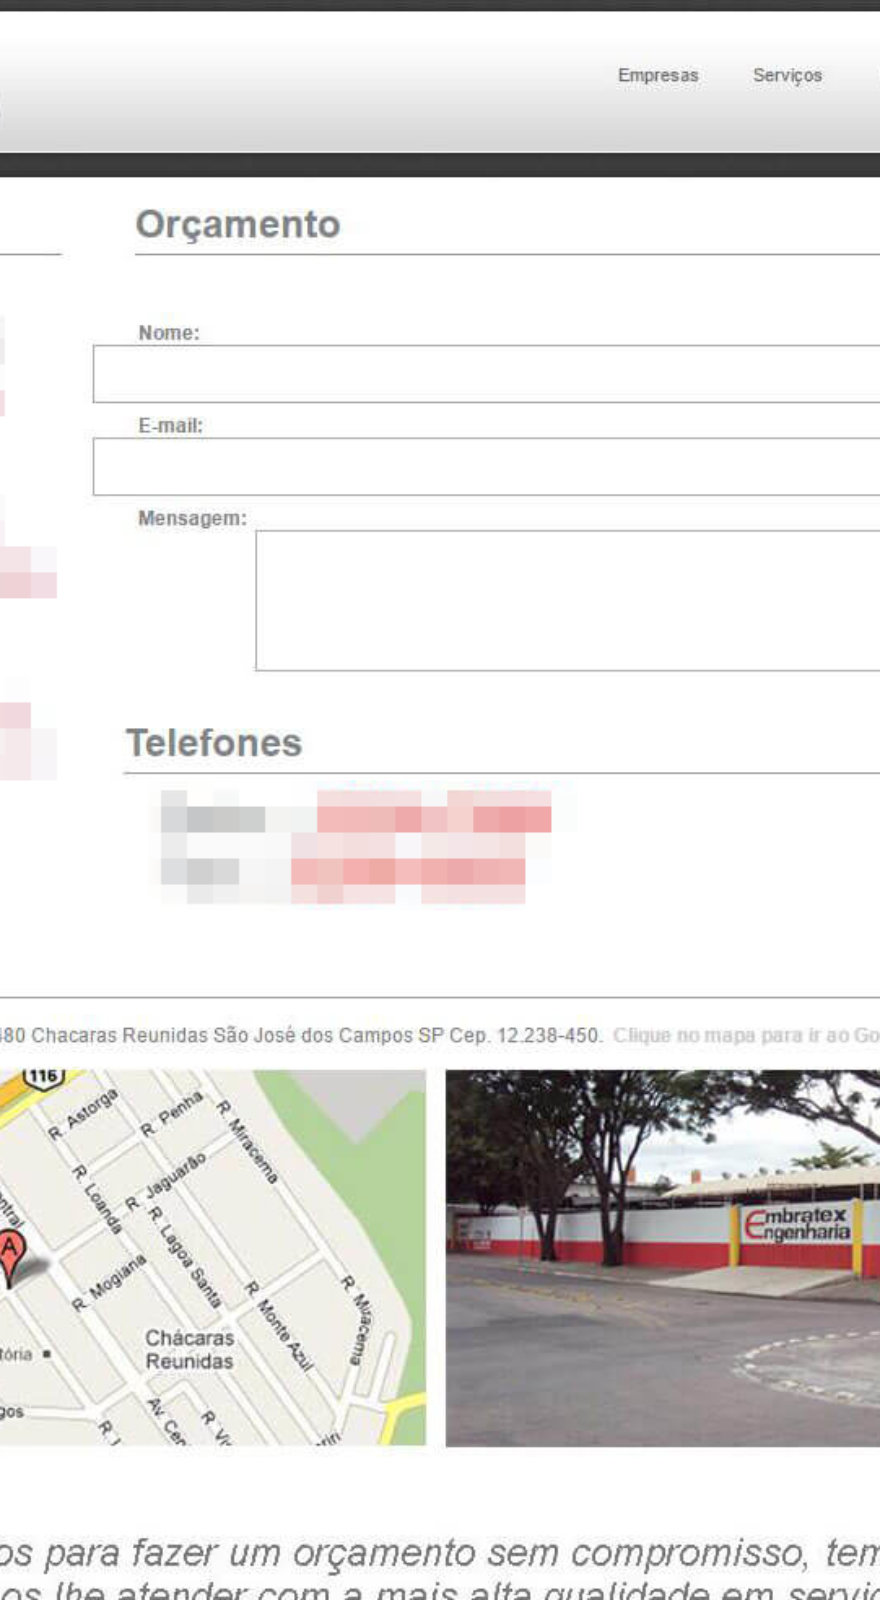 Empresas Serviços
Orçamento
Nome:
E-mail:
Mensagem:
Telefones
480 Chacaras Reunidas São José dos Campos SP Cep. 12.238-450. Clique no mapa para ir ao Go
116
R. Astorga
R. Penha
R. Miracema
R. Loanda
R. Jaguarão
R. Lagoa Santa
A
R. Mogiana
R. Monte Azul
R. Miracema
Chácaras
Reunidas
Embratex
Engenharia
os para fazer um orçamento sem compromisso, tem
os lhe atender com a mais alta qualidade em servi